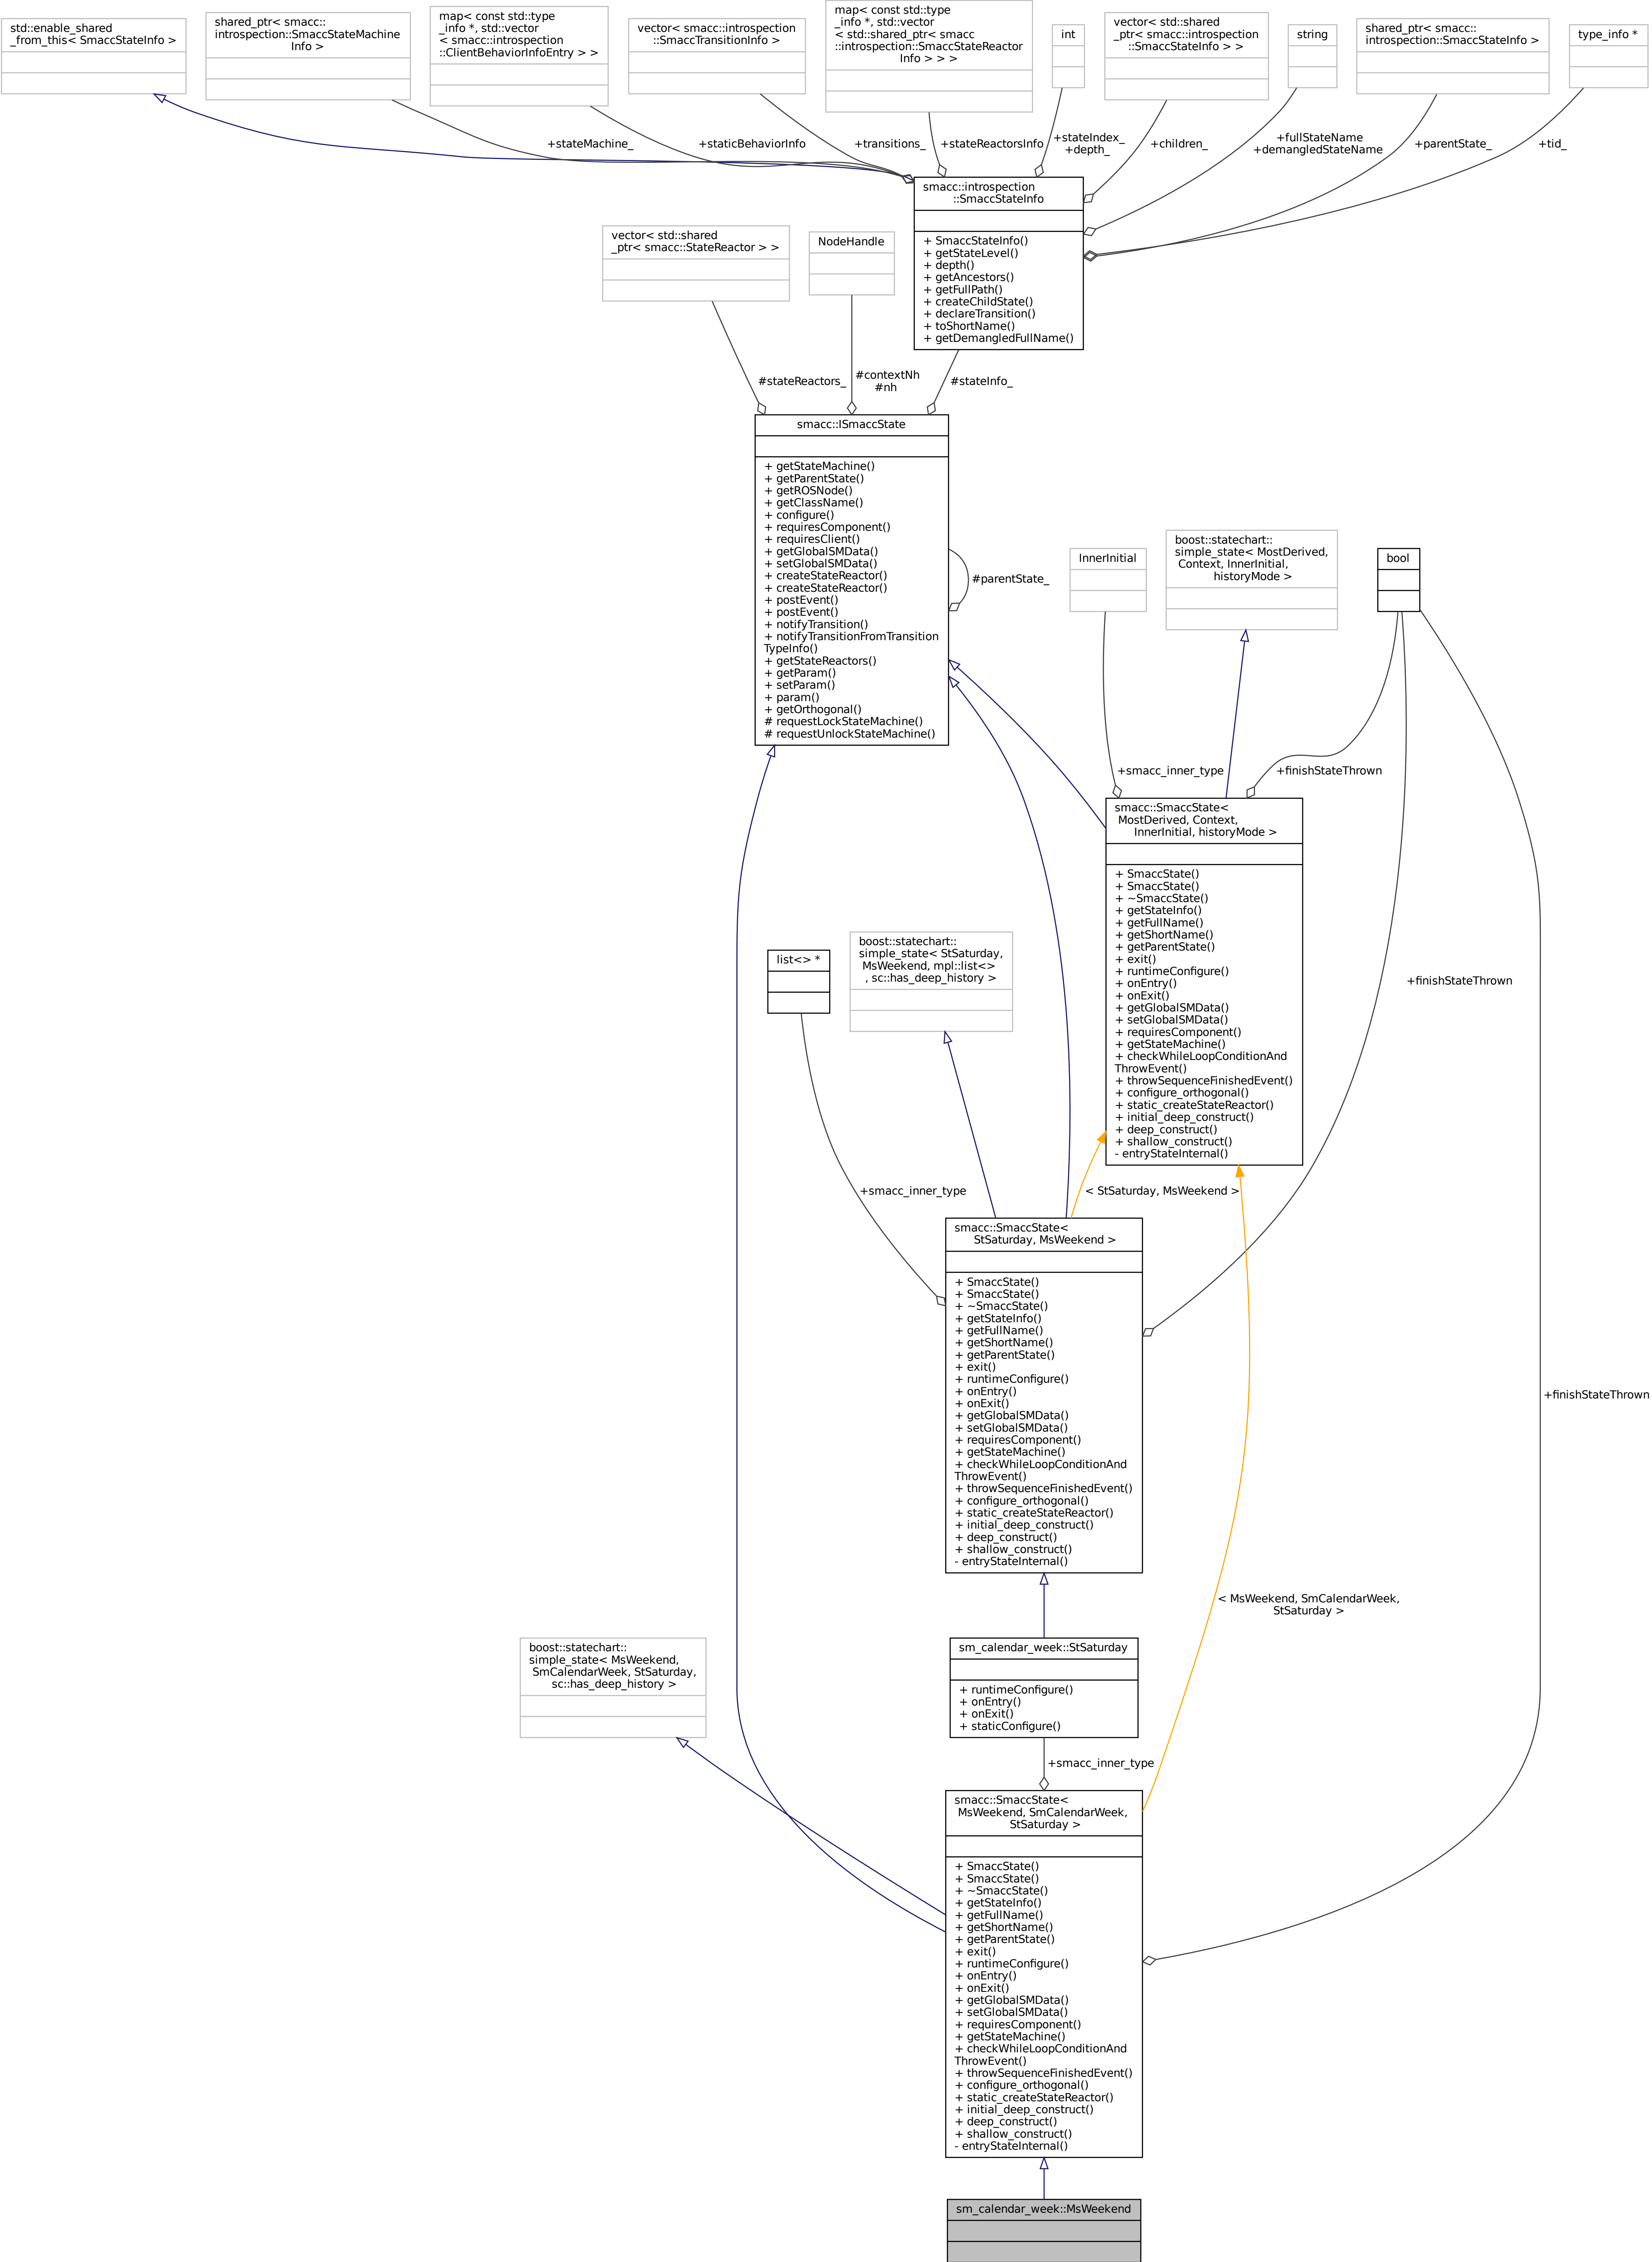 std::enable_shared
_from_this< SmaccStateInfo >
shared_ptr< smacc::
introspection::SmaccStateMachine
Info >
map< const std::type
_info *, std::vector
< smacc::introspection
::ClientBehaviorInfoEntry > >
vector< smacc::introspection
::SmaccTransitionInfo >
map< const std::type
_info *, std::vector
< std::shared_ptr< smacc
::introspection::SmaccStateReactor
Info > > >
int
vector< std::shared
_ptr< smacc::introspection
::SmaccStateInfo > >
string
shared_ptr< smacc::
introspection::SmaccStateInfo >
type_info *
+stateMachine_
+staticBehaviorInfo
+transitions_
+stateReactorsInfo
+stateIndex_
+depth_
+children_
+fullStateName
+demangledStateName
+parentState_
+tid_
smacc::introspection
::SmaccStateInfo
+ SmaccStateInfo()
+ getStateLevel()
+ depth()
+ getAncestors()
+ getFullPath()
+ createChildState()
+ declareTransition()
+ toShortName()
+ getDemangledFullName()
vector< std::shared
_ptr< smacc::StateReactor > >
NodeHandle
#stateReactors_
#contextNh
#nh
#stateInfo_
smacc::ISmaccState
+ getStateMachine()
+ getParentState()
+ getROSNode()
+ getClassName()
+ configure()
+ requiresComponent()
+ requiresClient()
+ getGlobalSMData()
+ setGlobalSMData()
+ createStateReactor()
+ createStateReactor()
+ postEvent()
+ postEvent()
+ notifyTransition()
+ notifyTransitionFromTransition
TypeInfo()
+ getStateReactors()
+ getParam()
+ setParam()
+ param()
+ getOrthogonal()
# requestLockStateMachine()
# requestUnlockStateMachine()
#parentState_
InnerInitial
boost::statechart::
simple_state< MostDerived,
Context, InnerInitial,
historyMode >
bool
+smacc_inner_type
+finishStateThrown
smacc::SmaccState<
MostDerived, Context,
InnerInitial, historyMode >
+ SmaccState()
+ SmaccState()
+ ~SmaccState()
+ getStateInfo()
+ getFullName()
+ getShortName()
+ getParentState()
+ exit()
+ runtimeConfigure()
+ onEntry()
+ onExit()
+ getGlobalSMData()
+ setGlobalSMData()
+ requiresComponent()
+ getStateMachine()
+ checkWhileLoopConditionAnd
ThrowEvent()
+ throwSequenceFinishedEvent()
+ configure_orthogonal()
+ static_createStateReactor()
+ initial_deep_construct()
+ deep_construct()
+ shallow_construct()
- entryStateInternal()
list<> *
boost::statechart::
simple_state< StSaturday,
MsWeekend, mpl::list<>
, sc::has_deep_history >
+finishStateThrown
+smacc_inner_type
< StSaturday, MsWeekend >
smacc::SmaccState<
StSaturday, MsWeekend >
+ SmaccState()
+ SmaccState()
+ ~SmaccState()
+ getStateInfo()
+ getFullName()
+ getShortName()
+ getParentState()
+ exit()
+ runtimeConfigure()
+ onEntry()
+ onExit()
+ getGlobalSMData()
+ setGlobalSMData()
+ requiresComponent()
+ getStateMachine()
+ checkWhileLoopConditionAnd
ThrowEvent()
+ throwSequenceFinishedEvent()
+ configure_orthogonal()
+ static_createStateReactor()
+ initial_deep_construct()
+ deep_construct()
+ shallow_construct()
- entryStateInternal()
+finishStateThrown
< MsWeekend, SmCalendarWeek,
StSaturday >
boost::statechart::
simple_state< MsWeekend,
SmCalendarWeek, StSaturday,
sc::has_deep_history >
sm_calendar_week::StSaturday
+ runtimeConfigure()
+ onEntry()
+ onExit()
+ staticConfigure()
+smacc_inner_type
smacc::SmaccState<
MsWeekend, SmCalendarWeek,
StSaturday >
+ SmaccState()
+ SmaccState()
+ ~SmaccState()
+ getStateInfo()
+ getFullName()
+ getShortName()
+ getParentState()
+ exit()
+ runtimeConfigure()
+ onEntry()
+ onExit()
+ getGlobalSMData()
+ setGlobalSMData()
+ requiresComponent()
+ getStateMachine()
+ checkWhileLoopConditionAnd
ThrowEvent()
+ throwSequenceFinishedEvent()
+ configure_orthogonal()
+ static_createStateReactor()
+ initial_deep_construct()
+ deep_construct()
+ shallow_construct()
- entryStateInternal()
sm_calendar_week::MsWeekend